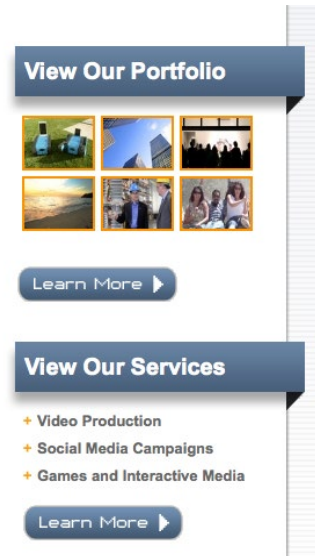 View Our Portfolio
Learn More
View Our Services
+ Video Production
+ Social Media Campaigns
+ Games and Interactive Media
Learn More